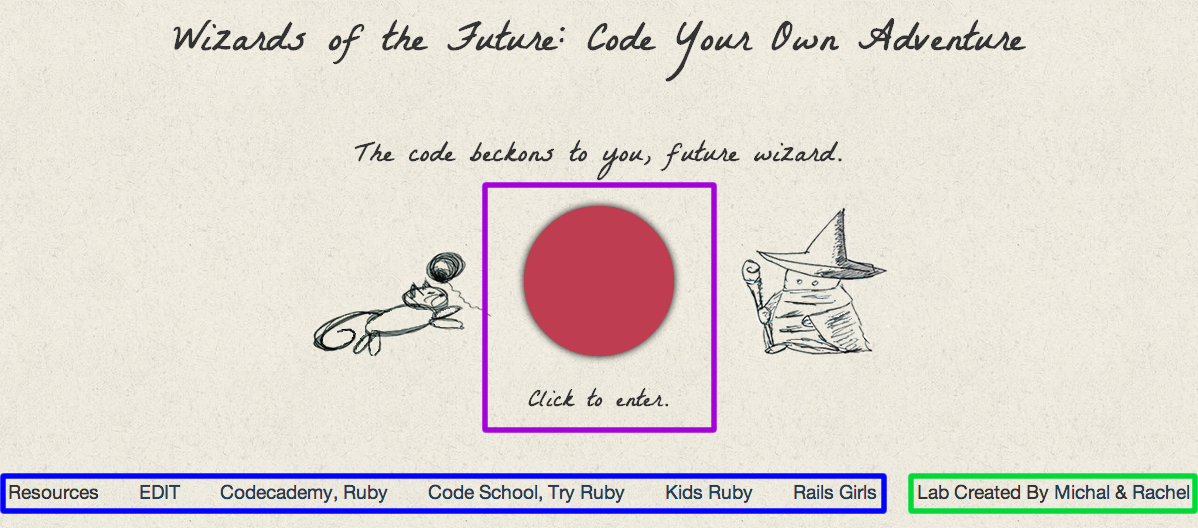 Wizards of the Future: Code Your Own Adventure
The code beckons to you, future wizard.
Click to enter.
Resources EDIT Codecademy, Ruby Code School, Try Ruby Kids Ruby Rails Girls Lab Created By Michal & Rachel